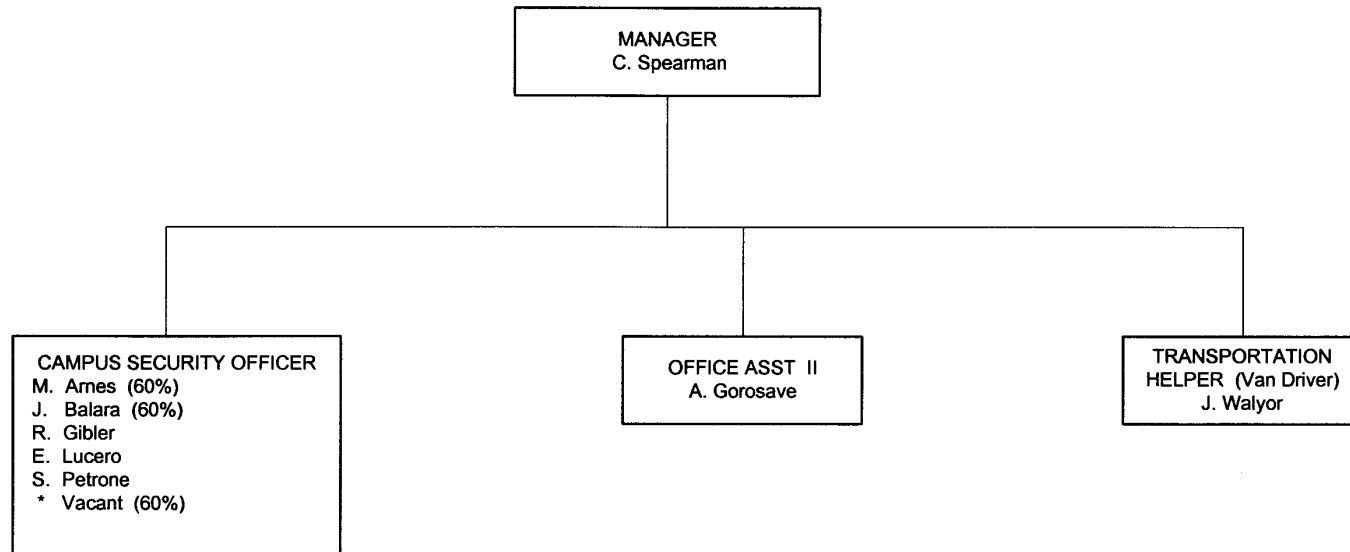 MANAGER
C. Spearman
CAMPUS SECURITY OFFICER
M. Arnes (60%)
J. Balara (60%)
R. Gibler
E. Lucero
S. Petrone
* Vacant (60%)
OFFICE ASST II
A. Gorosave
TRANSPORTATION
HELPER (Van Driver)
J. Walyor